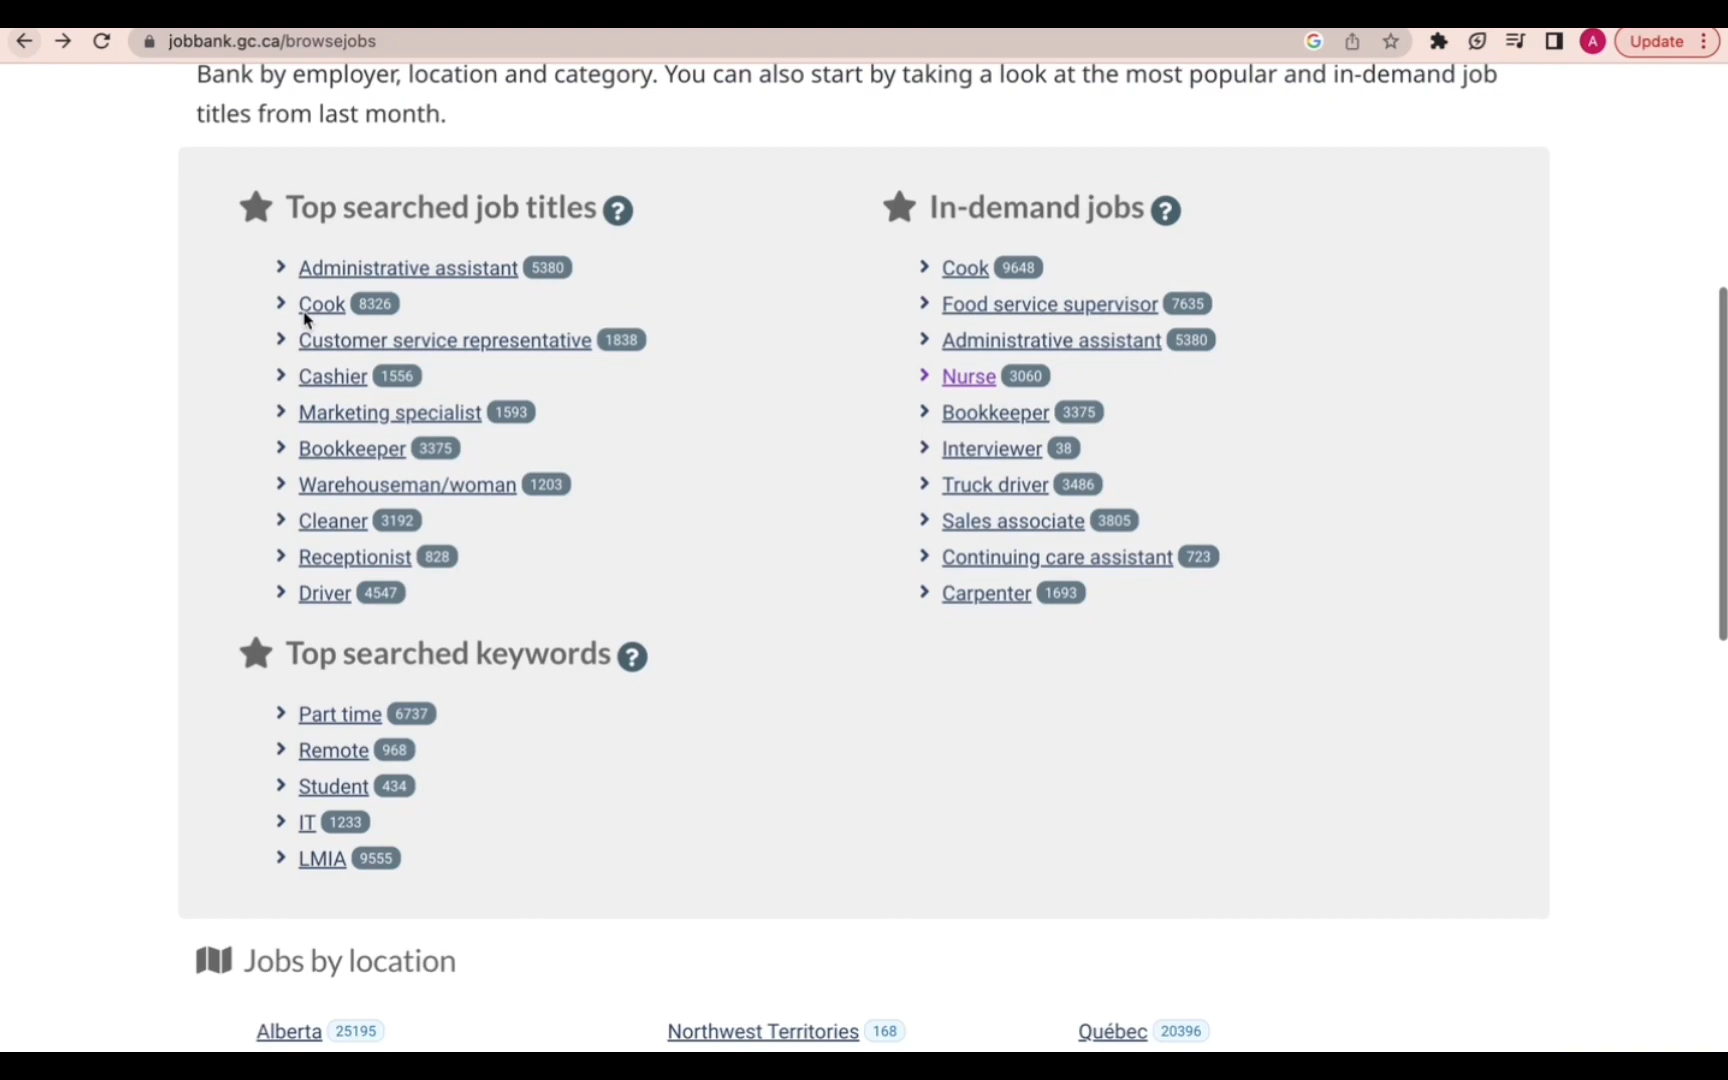 jobbank.gc.ca/browsejobs
A
Update
Bank by employer, location and category. You can also start by taking a look at the most popular and in-demand job
titles from last month.
Top searched job titles ?
Administrative assistant 5380
Cook 8326
Customer service representative 1838
Cashier 1556
Marketing specialist 1593
Bookkeeper 3375
Warehouseman/woman 1203
Cleaner 3192
Receptionist 828
Driver 4547
Top searched keywords ?
Part time 6737
Remote 968
Student 434
IT 1233
LMIA 9555
In-demand jobs ?
Cook 9648
Food service supervisor 7635
Administrative assistant 5380
Nurse 3060
Bookkeeper 3375
Interviewer 38
Truck driver 3486
Sales associate 3805
Continuing care assistant 723
Carpenter 1693
Jobs by location
Alberta 25195
Northwest Territories 168
Québec 20396